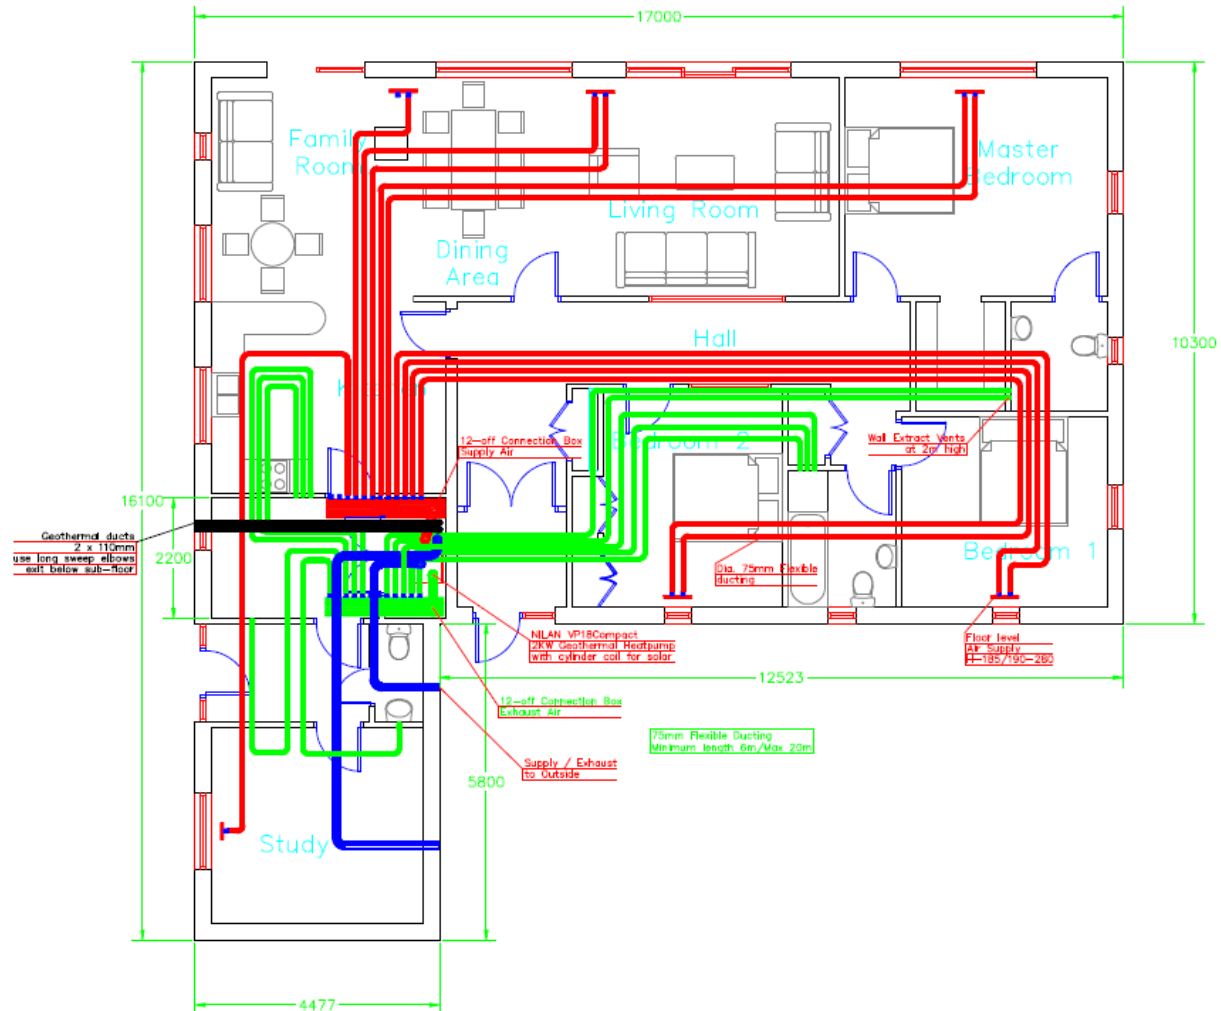 17000
Family
Room
Master
Bedroom
Living Room
Dining
Area
Hall
10300
Kitchen
12-off Connection Box
Supply Air
Bedroom 2
Wall Extract Vents
at 2m high
16100
Geothermal ducts
2 x 110mm
use long sweep elbows
exit below sub-floor
2200
Bedroom 1
Dia. 75mm Flexible
ducting
NILAN VP18Compact
2KW Geothermal Heatpump
with cylinder coil for solar
Floor level
Air Supply
H-185/190-280
12523
12-off Connection Box
Exhaust Air
75mm Flexible Ducting
Minimum length 6m/Max 20m
Supply / Exhaust
to Outside
5800
Study
4477